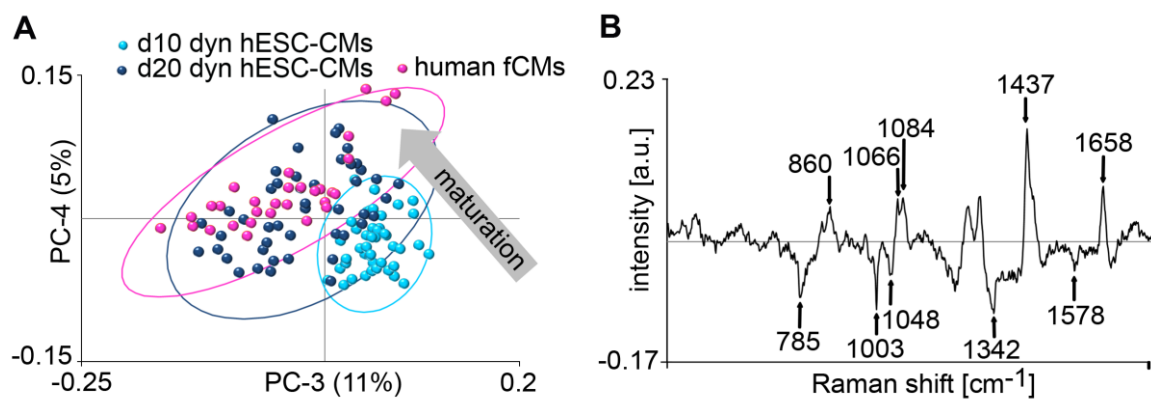 A
d10 dyn hESC-CMs
d20 dyn hESC-CMs
human fCMs
0.15
PC-4 (5%)
maturation
-0.15
-0.25
PC-3 (11%)
0.2
B
0.23
intensity [a.u.]
-0.17
860
1066
1084
1437
1658
785
1003
1048
1342
1578
Raman shift [cm-1]